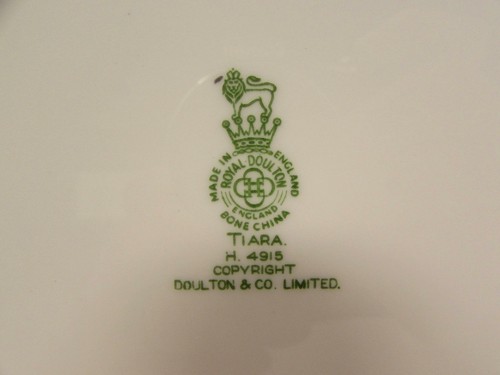 MADE IN ENGLAND
ROYAL DOULTON
ENGLAND
BONE CHINA
TIARA.
H. 4915
COPYRIGHT
DOULTON & CO. LIMITED.